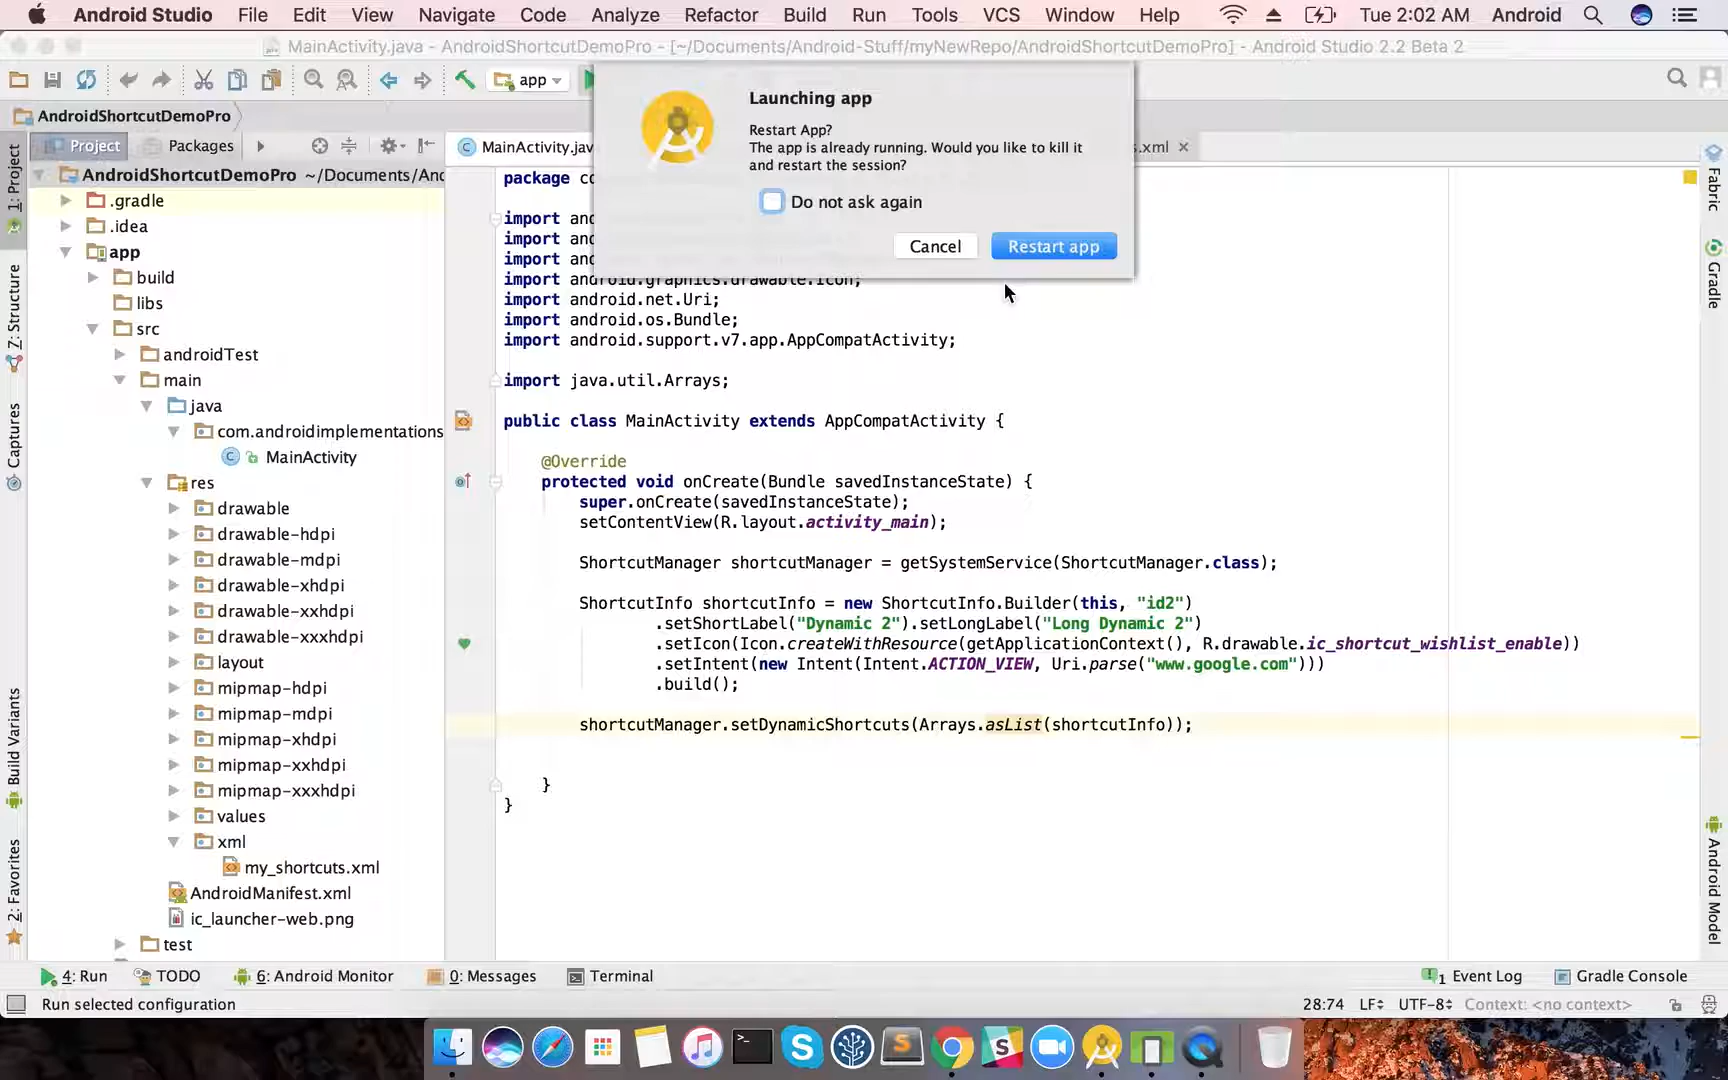 Android Studio File Edit View Navigate Code Analyze Refactor Build Run Tools VCS Window Help Tue 2:02 AM Android
MainActivity.java - AndroidShortcutDemoPro - [~/Documents/Android-Stuff/myNewRepo/AndroidShortcutDemoPro] - Android Studio 2.2 Beta 2
app
Launching app
Restart App?
The app is already running. Would you like to kill it
and restart the session?
Do not ask again
Cancel Restart app
AndroidShortcutDemoPro
Project Packages
MainActivity.jav
s.xml
1: Project
Z: Structure
Captures
Build Variants
2: Favorites
AndroidShortcutDemoPro ~/Documents/And
.gradle
.idea
app
build
libs
src
androidTest
main
java
com.androidimplementations
MainActivity
res
drawable
drawable-hdpi
drawable-mdpi
drawable-xhdpi
drawable-xxhdpi
drawable-xxxhdpi
layout
mipmap-hdpi
mipmap-mdpi
mipmap-xhdpi
mipmap-xxhdpi
mipmap-xxxhdpi
values
xml
my_shortcuts.xml
AndroidManifest.xml
ic_launcher-web.png
test
package co
import and
import and
import and
import android.graphics.drawable.Icon;
import android.net.Uri;
import android.os.Bundle;
import android.support.v7.app.AppCompatActivity;
import java.util.Arrays;
public class MainActivity extends AppCompatActivity {
@Override
protected void onCreate(Bundle savedInstanceState) {
super.onCreate(savedInstanceState);
setContentView(R.layout.activity_main);
ShortcutManager shortcutManager = getSystemService(ShortcutManager.class);
ShortcutInfo shortcutInfo = new ShortcutInfo.Builder(this, "id2")
.setShortLabel("Dynamic 2").setLongLabel("Long Dynamic 2")
.setIcon(Icon.createWithResource(getApplicationContext(), R.drawable.ic_shortcut_wishlist_enable))
.setIntent(new Intent(Intent.ACTION_VIEW, Uri.parse("www.google.com")))
.build();
shortcutManager.setDynamicShortcuts(Arrays.asList(shortcutInfo));
}
}
Fabric
Gradle
Android Model
4: Run TODO 6: Android Monitor 0: Messages Terminal 1 Event Log Gradle Console
Run selected configuration 28:74 LF UTF-8 Context: <no context>